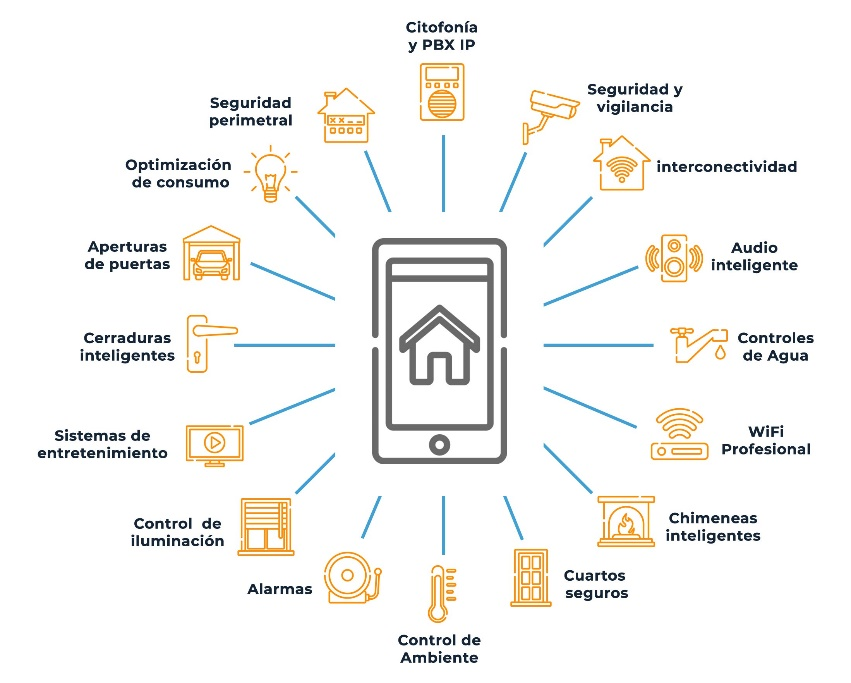 Citofonía
y PBX IP
Seguridad y
vigilancia
interconectividad
Audio
inteligente
Controles
de Agua
WiFi
Profesional
Chimeneas
inteligentes
Cuartos
seguros
Control de
Ambiente
Alarmas
Control de
iluminación
Sistemas de
entretenimiento
Cerraduras
inteligentes
Aperturas
de puertas
Optimización
de consumo
Seguridad
perimetral